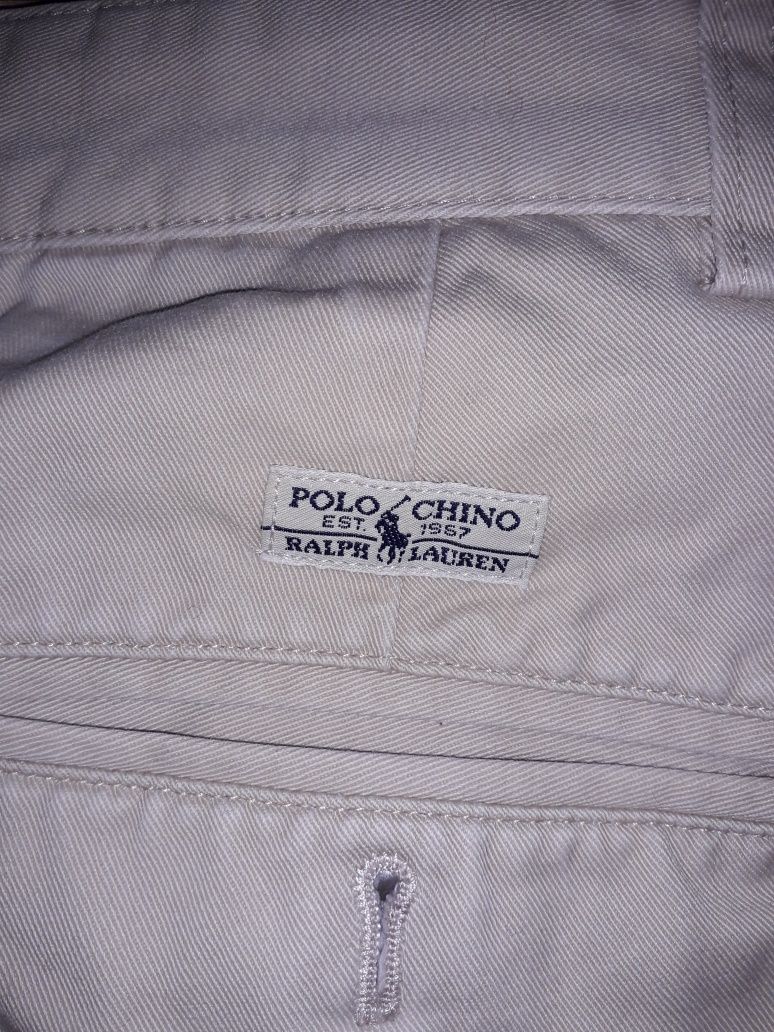 POLO CHINO
EST. 1967
RALPH LAUREN